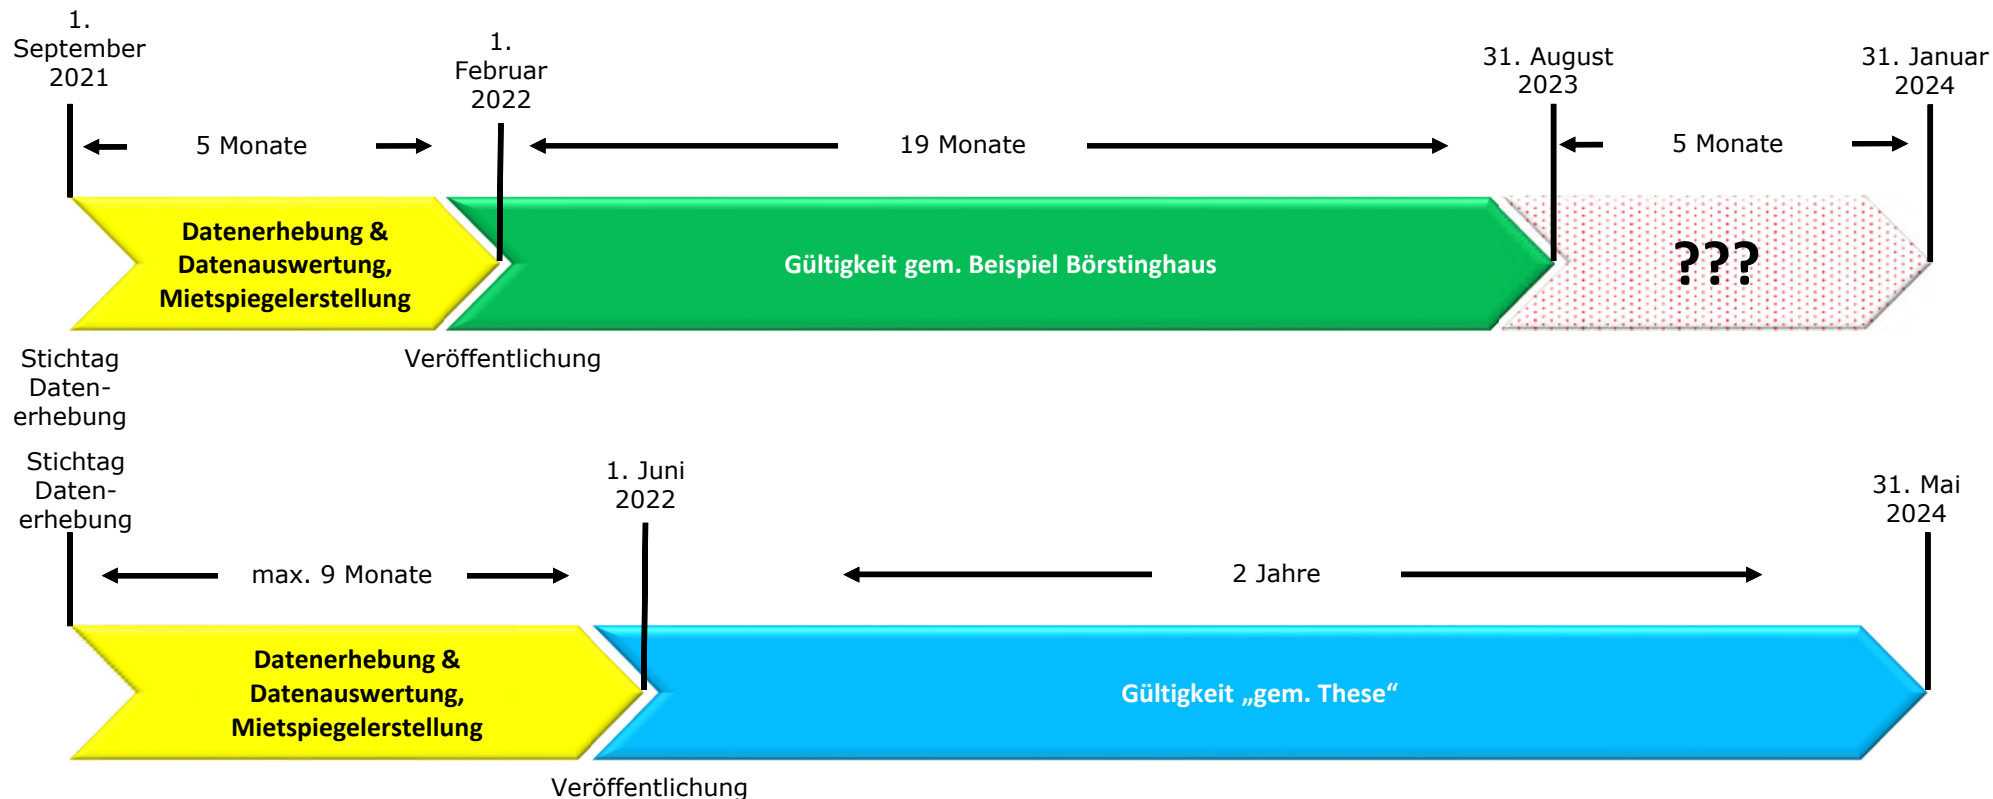 1.
September
2021
1.
Februar
2022
31. August
2023
31. Januar
2024
5 Monate
19 Monate
5 Monate
Datenerhebung &
Datenauswertung,
Mietspiegelerstellung
Gültigkeit gem. Beispiel Börstinghaus
???
Stichtag
Daten-
erhebung
Veröffentlichung
Stichtag
Daten-
erhebung
1. Juni
2022
31. Mai
2024
max. 9 Monate
2 Jahre
Datenerhebung &
Datenauswertung,
Mietspiegelerstellung
Gültigkeit „gem. These“
Veröffentlichung